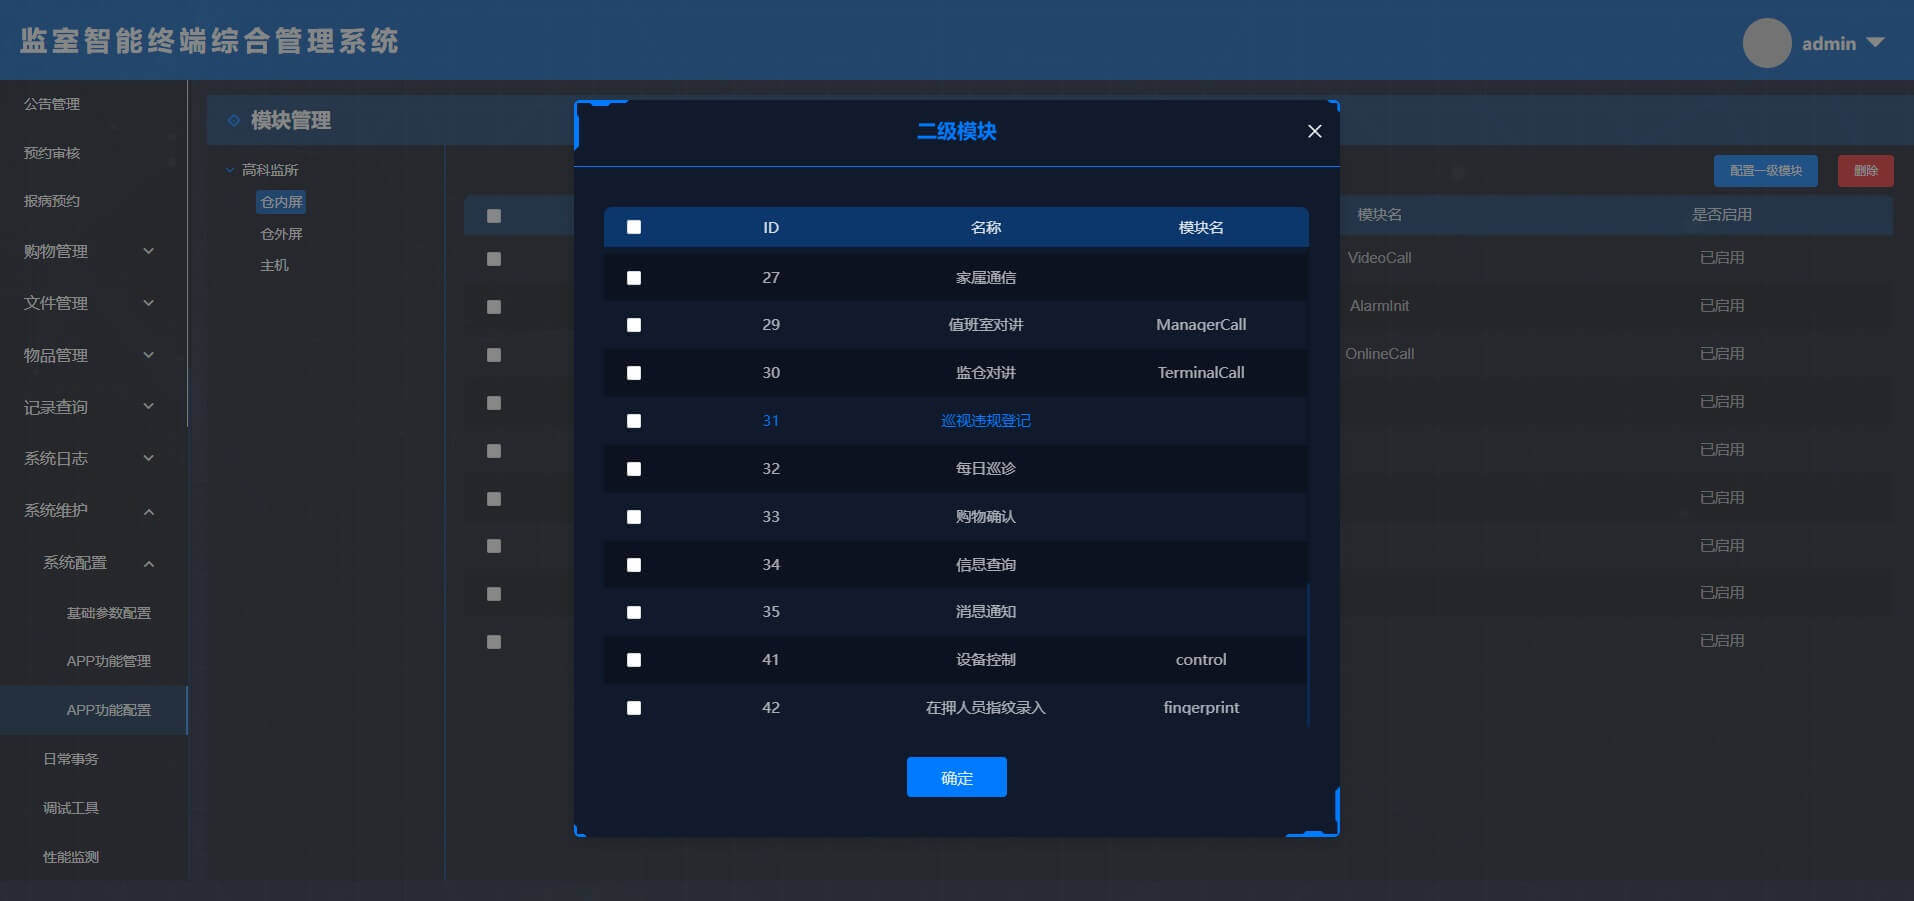 监室智能终端综合管理系统
admin
公告管理
预约审核
报病预约
购物管理
文件管理
物品管理
记录查询
系统日志
系统维护
系统配置
基础参数配置
APP功能管理
APP功能配置
日常事务
调试工具
性能监测
模块管理
高科监所
仓内屏
仓外屏
主机
配置一级模块 删除
模块名 是否启用
VideoCall 已启用
AlarmInit 已启用
OnlineCall 已启用
已启用
已启用
已启用
已启用
已启用
已启用
二级模块
ID 名称 模块名
27 家属通信
29 值班室对讲 ManagerCall
30 监仓对讲 TerminalCall
31 巡视违规登记
32 每日巡诊
33 购物确认
34 信息查询
35 消息通知
41 设备控制 control
42 在押人员指纹录入 fingerprint
确定